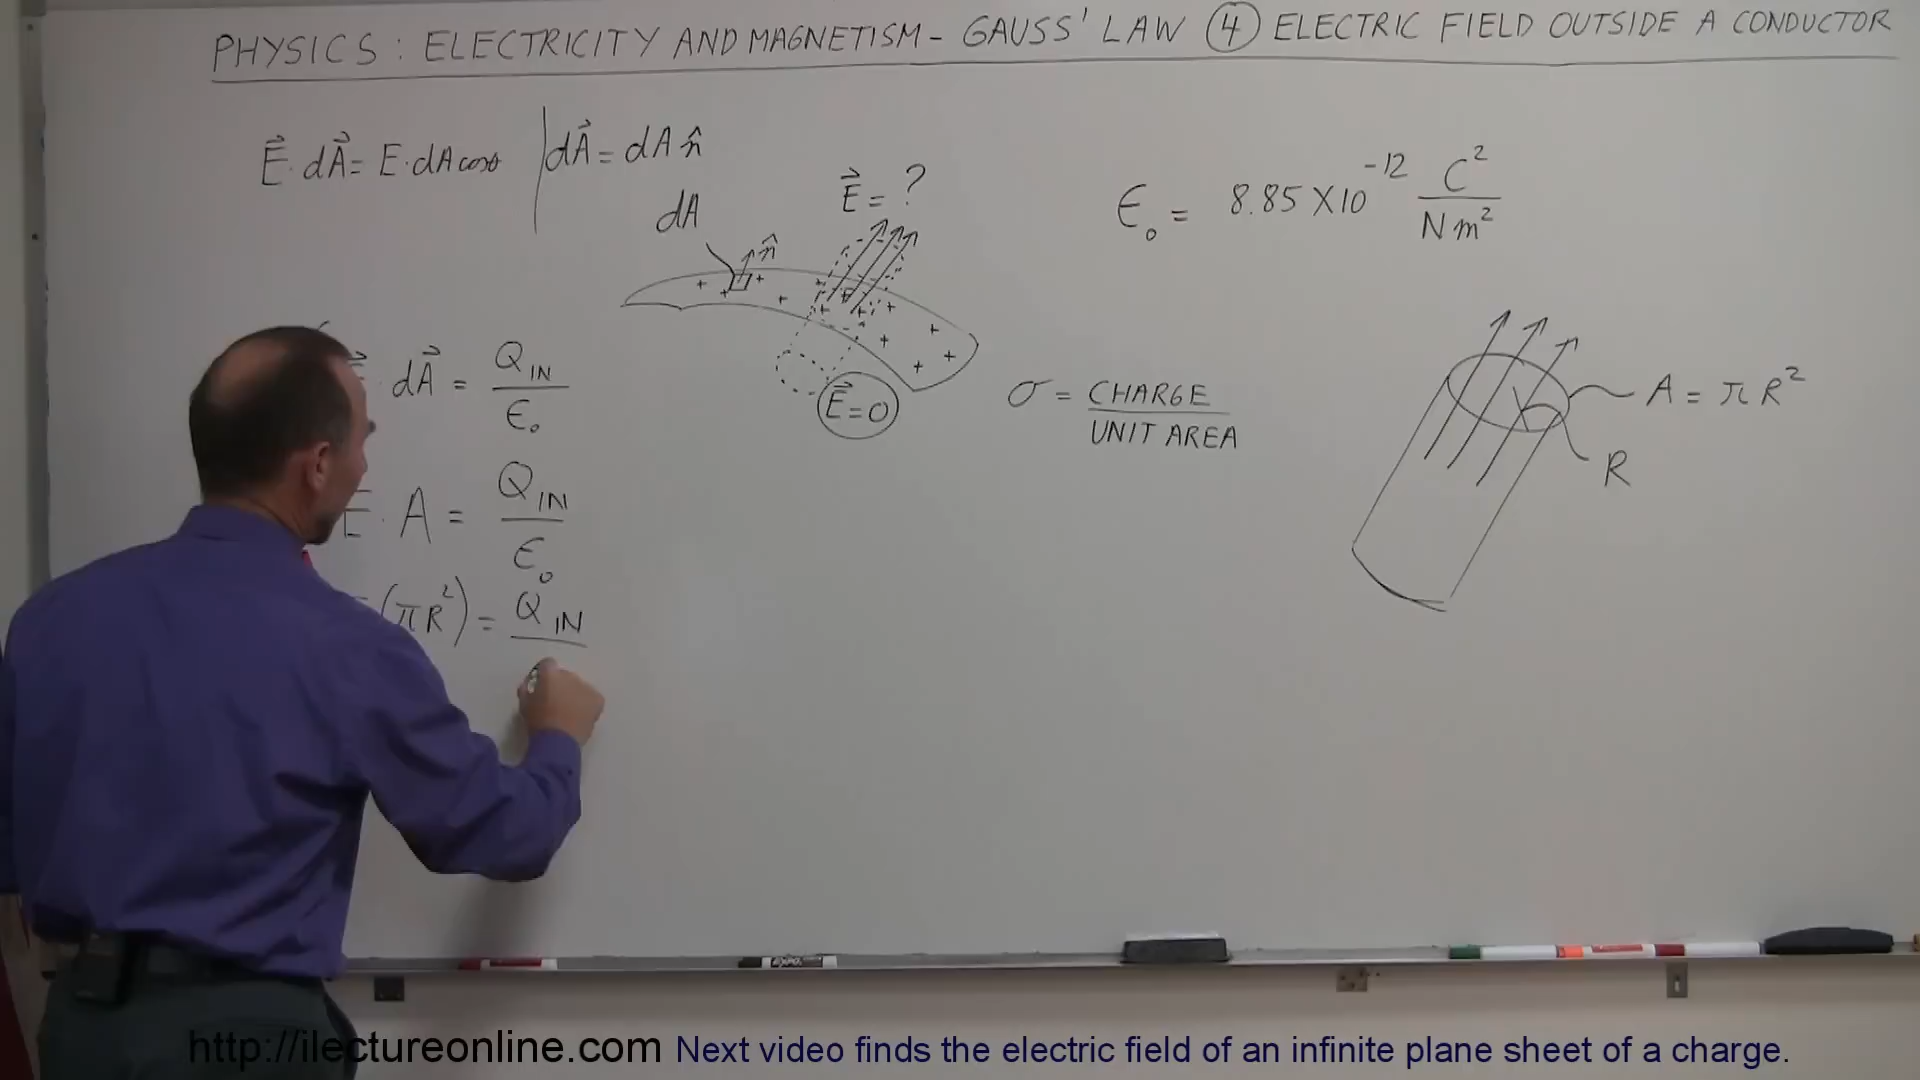 PHYSICS: ELECTRICITY AND MAGNETISM - GAUSS' LAW ④ ELECTRIC FIELD OUTSIDE A CONDUCTOR
E⃗ · dA⃗ = E · dA cosθ | dA⃗ = dA n̂
dA
n̂
E⃗ = ?
E⃗ = 0
ϵ₀ = 8.85 X 10⁻¹² C² / N m²
dA⃗ = Q_IN / ϵ₀
E · A = Q_IN / ϵ₀
(πR²) = Q_IN
σ = CHARGE / UNIT AREA
A = πR²
R
http://ilectureonline.com Next video finds the electric field of an infinite plane sheet of a charge.